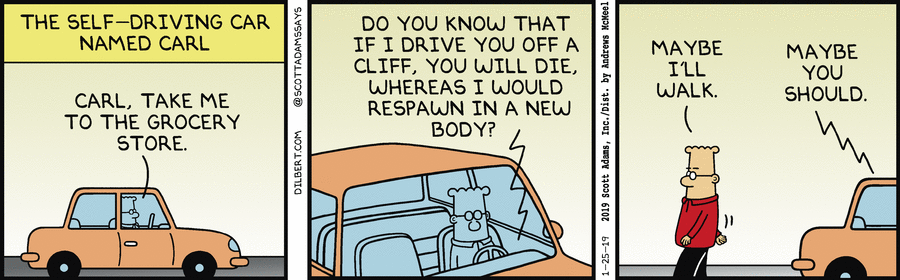 THE SELF-DRIVING CAR
NAMED CARL
CARL, TAKE ME
TO THE GROCERY
STORE.
DILBERT.COM @SCOTTADAMSSAYS
DO YOU KNOW THAT
IF I DRIVE YOU OFF A
CLIFF, YOU WILL DIE,
WHEREAS I WOULD
RESPAWN IN A NEW
BODY?
1-25-19 2019 Scott Adams, Inc./Dist. by Andrews McMeel
MAYBE
I'LL
WALK.
MAYBE
YOU
SHOULD.